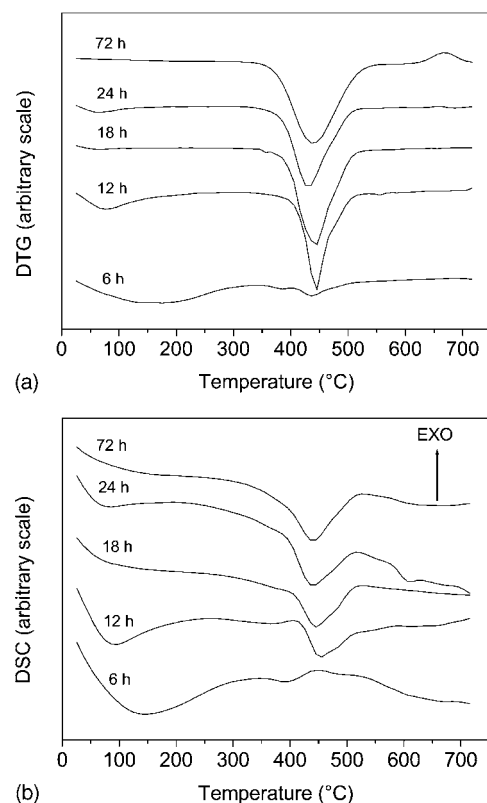 72 h
24 h
18 h
12 h
6 h
DTG (arbitrary scale)
0 100 200 300 400 500 600 700
Temperature (°C)
(a)
EXO
72 h
24 h
18 h
12 h
6 h
DSC (arbitrary scale)
0 100 200 300 400 500 600 700
Temperature (°C)
(b)